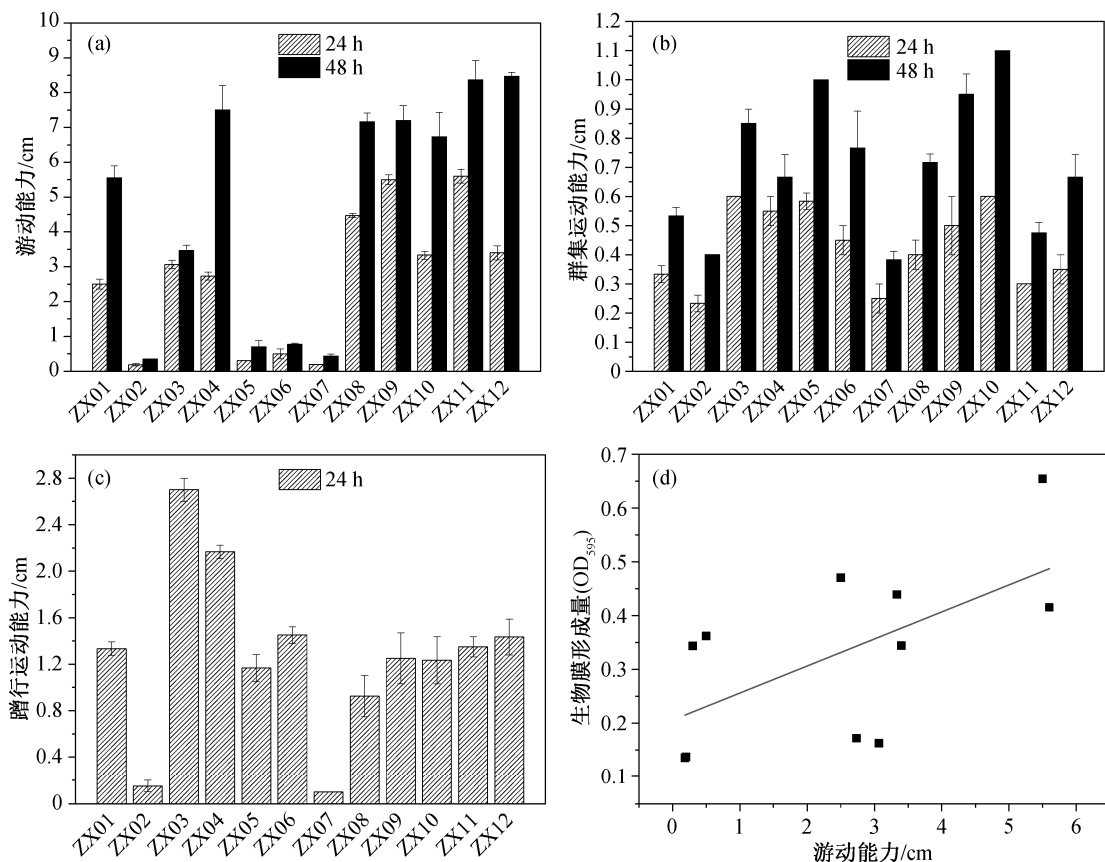 (a)
24 h
48 h
游动能力/cm
10
9
8
7
6
5
4
3
2
1
0
ZX01
ZX02
ZX03
ZX04
ZX05
ZX06
ZX07
ZX08
ZX09
ZX10
ZX11
ZX12
(b)
24 h
48 h
群集运动能力/cm
1.2
1.1
1.0
0.9
0.8
0.7
0.6
0.5
0.4
0.3
0.2
0.1
0
ZX01
ZX02
ZX03
ZX04
ZX05
ZX06
ZX07
ZX08
ZX09
ZX10
ZX11
ZX12
(c)
24 h
蹭行运动能力/cm
2.8
2.4
2.0
1.6
1.2
0.8
0.4
0
ZX01
ZX02
ZX03
ZX04
ZX05
ZX06
ZX07
ZX08
ZX09
ZX10
ZX11
ZX12
(d)
生物膜形成量(OD₅₉₅)
0.7
0.6
0.5
0.4
0.3
0.2
0.1
0
1
2
3
4
5
6
游动能力/cm